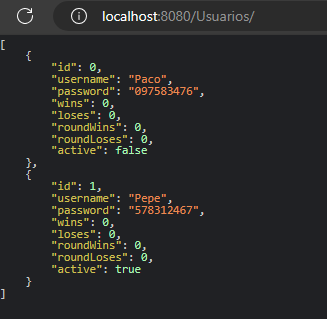 localhost:8080/Usuarios/
[
    {
        "id": 0,
        "username": "Paco",
        "password": "097583476",
        "wins": 0,
        "loses": 0,
        "roundWins": 0,
        "roundLoses": 0,
        "active": false
    },
    {
        "id": 1,
        "username": "Pepe",
        "password": "578312467",
        "wins": 0,
        "loses": 0,
        "roundWins": 0,
        "roundLoses": 0,
        "active": true
    }
]